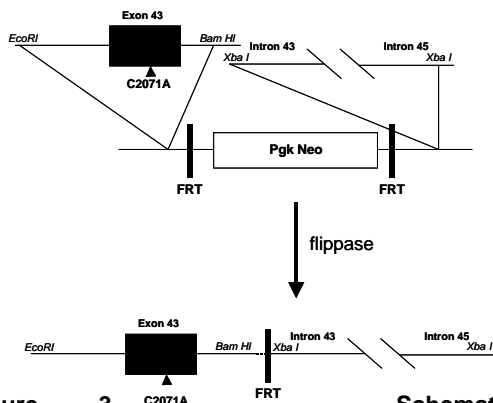 Exon 43
EcoRI
Bam HI
C2071A
Xba I
Intron 43
Intron 45
Xba I
Pgk Neo
FRT
FRT
flippase
Exon 43
EcoRI
Bam HI
Xba I
Intron 43
Intron 45
Xba I
C2071A
FRT
3